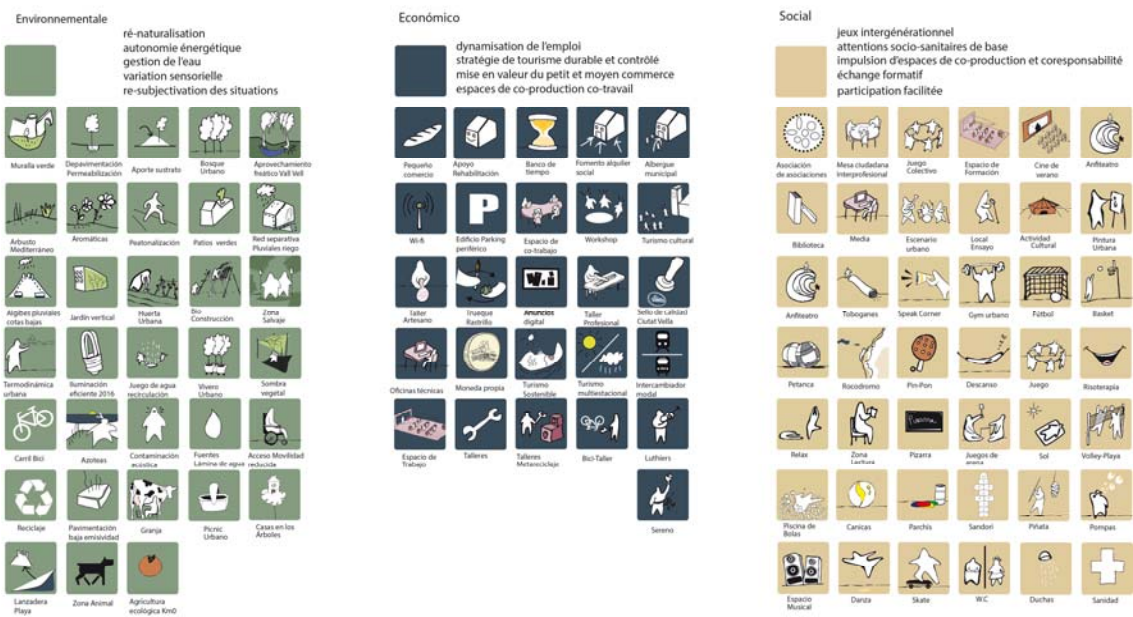 Environnementale
ré-naturalisation
autonomie énergétique
gestion de l'eau
variation sensorielle
re-subjectivation des situations
Muralla verde
Depavimentación
Permeabilización
Aporte sustrato
Bosque
Urbano
Aprovechamiento
freático Vall Vell
Arbusto
Mediterráneo
Aromáticas
Peatonalización
Patios verdes
Red separativa
Pluviales riego
Algibes pluviales
cotas bajas
Jardín vertical
Huerta
Urbana
Bio
Construcción
Zona
Salvaje
Termodinámica
urbana
Iluminación
eficiente 2016
Juego de agua
recirculación
Vivero
Urbano
Sombra
vegetal
Carril Bici
Azoteas
Contaminación
acústica
Fuentes
Lámina de agua
Acceso Movilidad
reducida
Reciclaje
Pavimentación
baja emisividad
Granja
Picnic
Urbano
Casas en los
Árboles
Lanzadera
Playa
Zona Animal
Agricultura
ecológica Km0
Económico
dynamisation de l'emploi
stratégie de tourisme durable et contrôlé
mise en valeur du petit et moyen commerce
espaces de co-production co-travail
Pequeño
comercio
Apoyo
Rehabilitación
Banco de
tiempo
Fomento alquiler
social
Albergue
municipal
P
Wi-fi
Edificio Parking
periférico
Espacio de
co-trabajo
Workshop
Turismo cultural
Taller
Artesano
Trueque
Rastrillo
Anuncios
digital
Taller
Profesional
Sello de calidad
Ciutat Vella
Oficinas técnicas
Moneda propia
Turismo
Sostenible
Turismo
multiestacional
Intercambiador
modal
Espacio de
Trabajo
Talleres
Talleres
Metareciclaje
Bici-Taller
Luthiers
Sereno
Social
jeux intergénérationnel
attentions socio-sanitaires de base
impulsion d'espaces de co-production et coresponsabilité
échange formatif
participation facilitée
Asociación
de asociaciones
Mesa ciudadana
Interprofesional
Juego
Colectivo
Espacio de
Formación
Cine de
verano
Anfiteatro
Biblioteca
Media
Escenario
urbano
Local
Ensayo
Actividad
Cultural
Pintura
Urbana
Anfiteatro
Toboganes
Speak Corner
Gym urbano
Fútbol
Basket
Petanca
Rocódromo
Pin-Pon
Descanso
Juego
Risoterapia
Relax
Zona
Lectura
Pizarra
Juegos de
arena
Sol
Volley-Playa
Piscina de
Bolas
Canicas
Parchís
Sandori
Piñata
Pompas
Espacio
Musical
Danza
Skate
W.C
Duchas
Sanidad